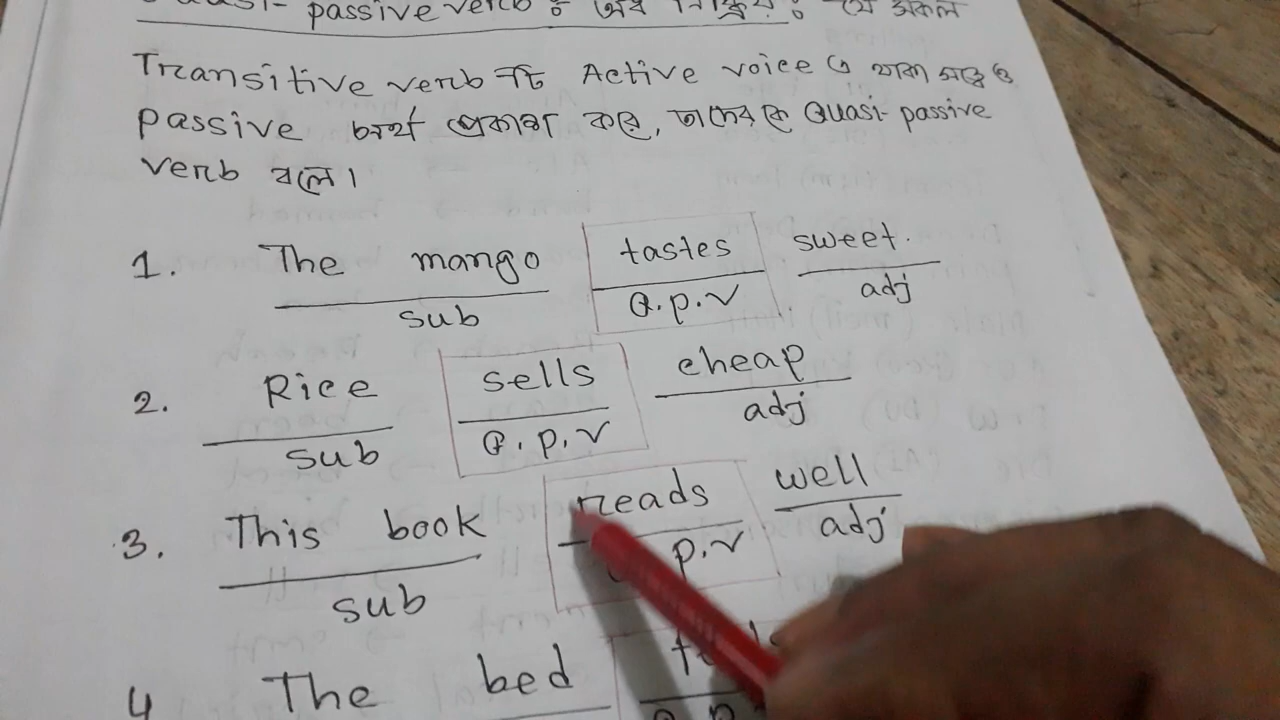 passive verb : যে সকল
Transitive verb টি Active voice এ থাকা সত্ত্বেও
passive অর্থ প্রকাশ করে, তাদেরকে Quasi-passive
verb বলে।
1. The mango tastes sweet.
sub Q.p.v adj
2. Rice sells cheap
sub Q.p.v adj
3. This book reads well
sub p.v adj
4 The bed